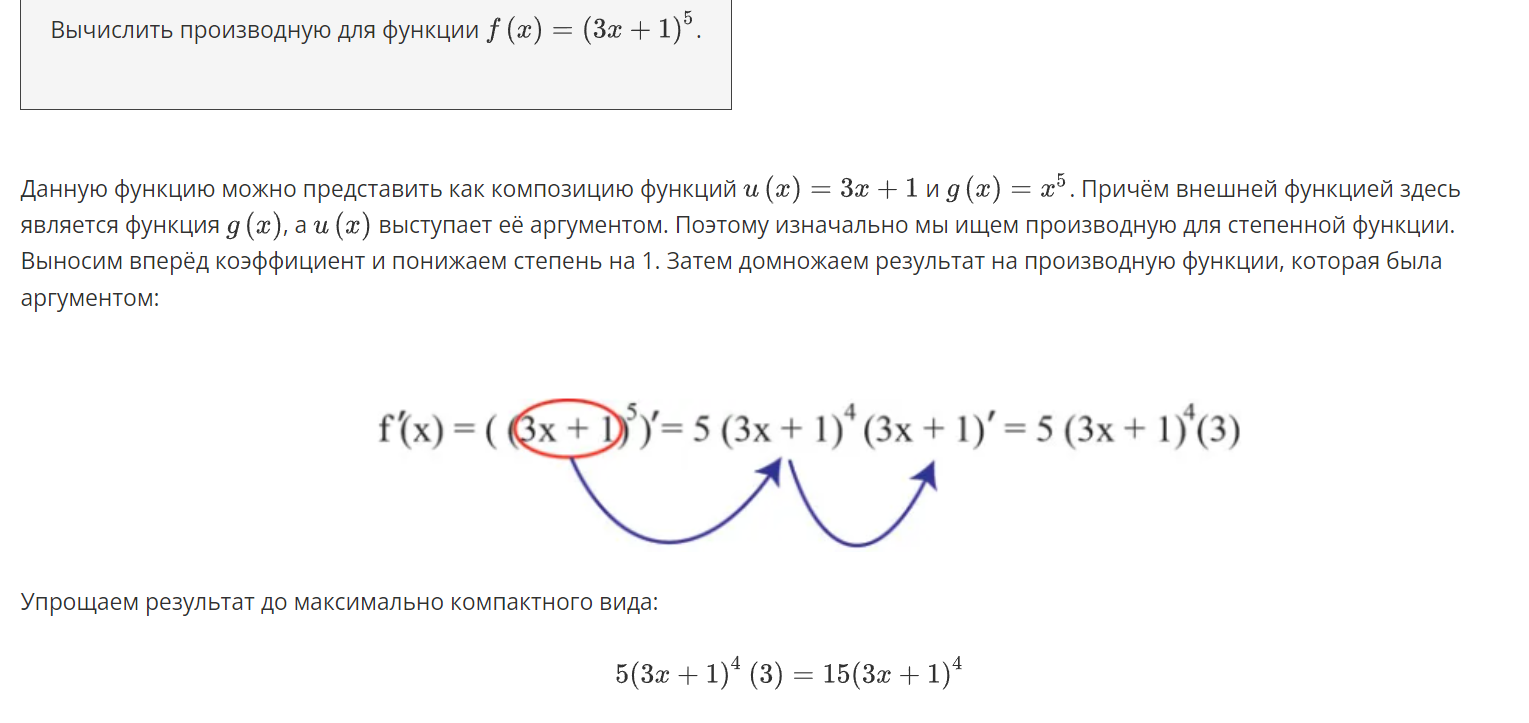 Вычислить производную для функции f (x) = (3x + 1)⁵.
Данную функцию можно представить как композицию функций u (x) = 3x + 1 и g (x) = x⁵. Причём внешней функцией здесь
является функция g (x), а u (x) выступает её аргументом. Поэтому изначально мы ищем производную для степенной функции.
Выносим вперёд коэффициент и понижаем степень на 1. Затем домножаем результат на производную функции, которая была
аргументом:
f′(x) = ( (3x + 1)⁵)′= 5 (3x + 1)⁴ (3x + 1)′ = 5 (3x + 1)⁴(3)
Упрощаем результат до максимально компактного вида:
5(3x + 1)⁴ (3) = 15(3x + 1)⁴